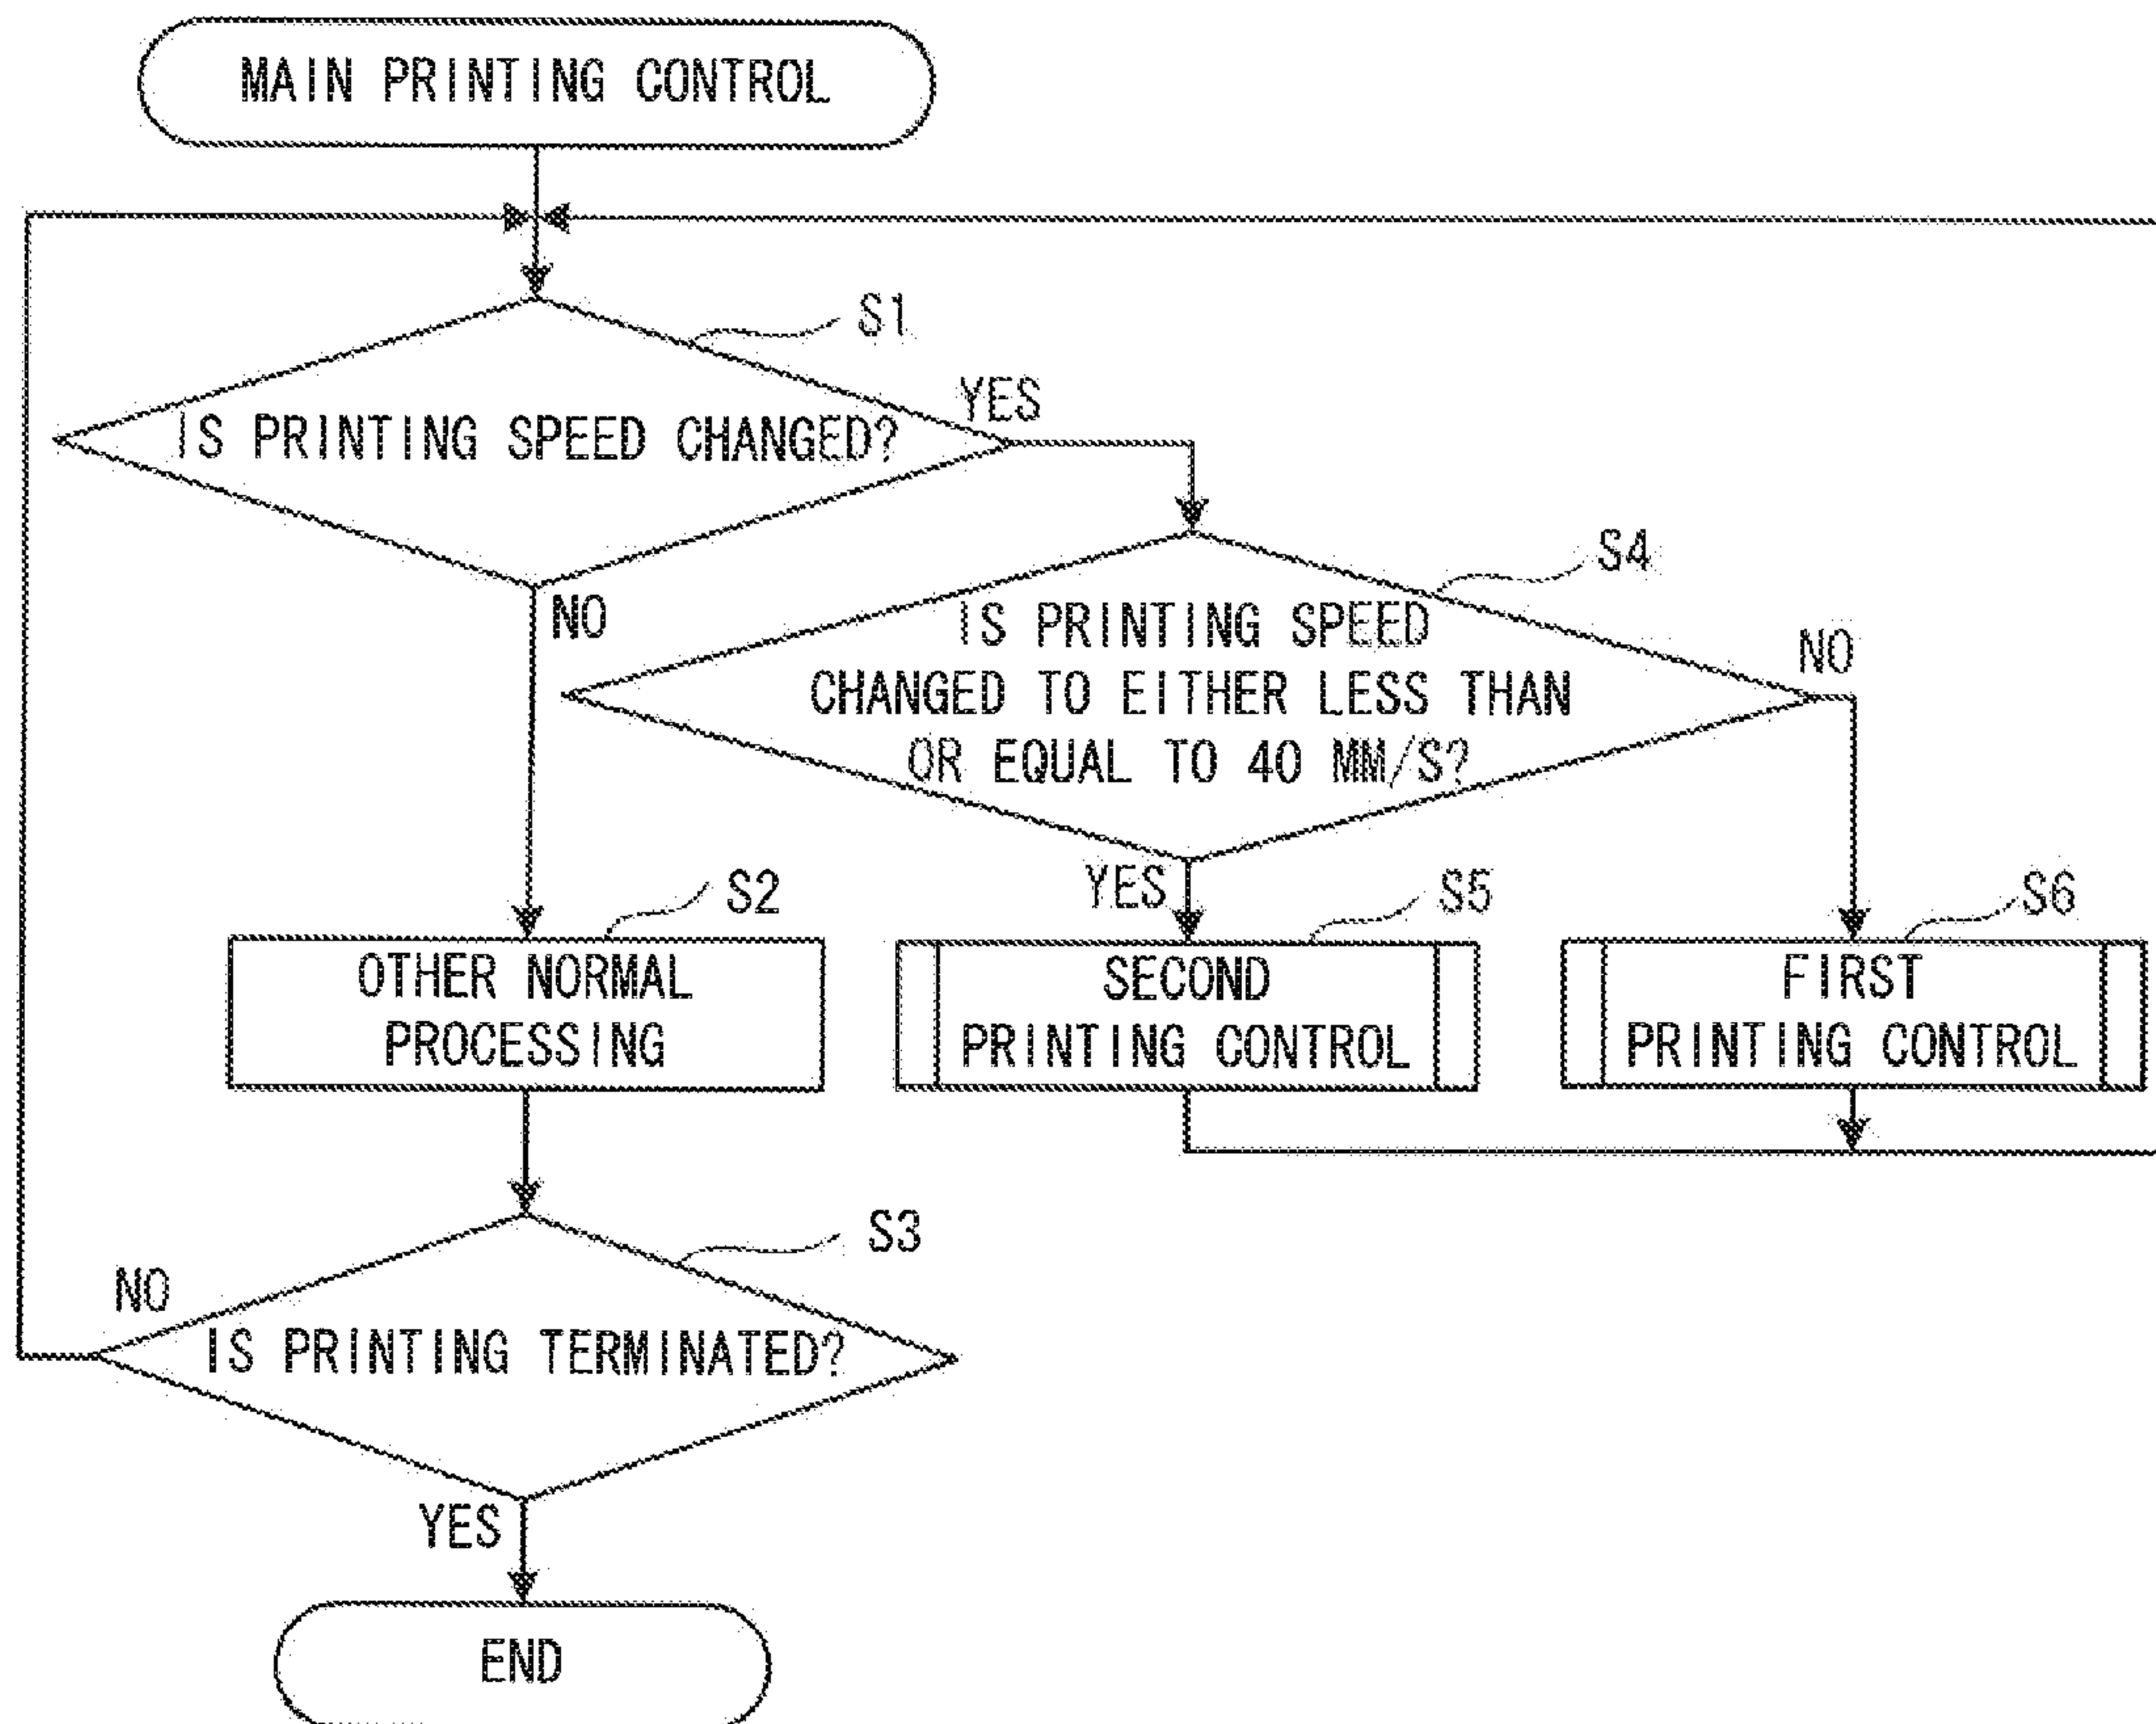 MAIN PRINTING CONTROL
S1
IS PRINTING SPEED CHANGED?
YES
NO
S4
IS PRINTING SPEED
CHANGED TO EITHER LESS THAN
OR EQUAL TO 40 MM/S?
NO
YES
S2
OTHER NORMAL
PROCESSING
S5
SECOND
PRINTING CONTROL
S6
FIRST
PRINTING CONTROL
S3
NO
IS PRINTING TERMINATED?
YES
END